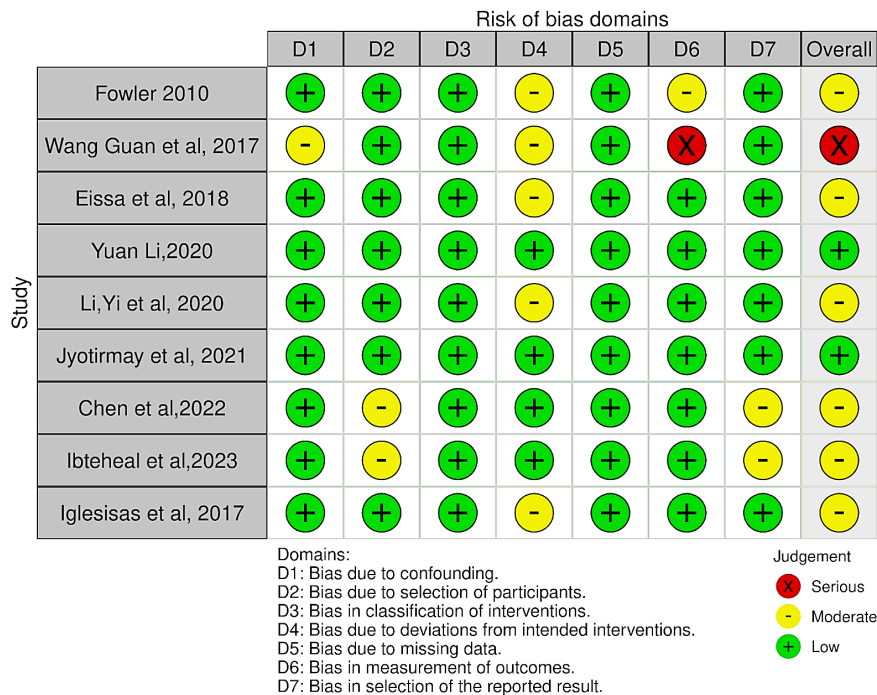 Risk of bias domains
D1 D2 D3 D4 D5 D6 D7 Overall
Study
Fowler 2010 + + + - + - + -
Wang Guan et al, 2017 - + + - + X + X
Eissa et al, 2018 + + + - + + + -
Yuan Li,2020 + + + + + + + +
Li,Yi et al, 2020 + + + - + + + -
Jyotirmay et al, 2021 + + + + + + + +
Chen et al,2022 + - + + + + - -
Ibteheal et al,2023 + - + + + + - -
Iglesisas et al, 2017 + + + - + + + -
Domains:
D1: Bias due to confounding.
D2: Bias due to selection of participants.
D3: Bias in classification of interventions.
D4: Bias due to deviations from intended interventions.
D5: Bias due to missing data.
D6: Bias in measurement of outcomes.
D7: Bias in selection of the reported result.
Judgement
X Serious
- Moderate
+ Low